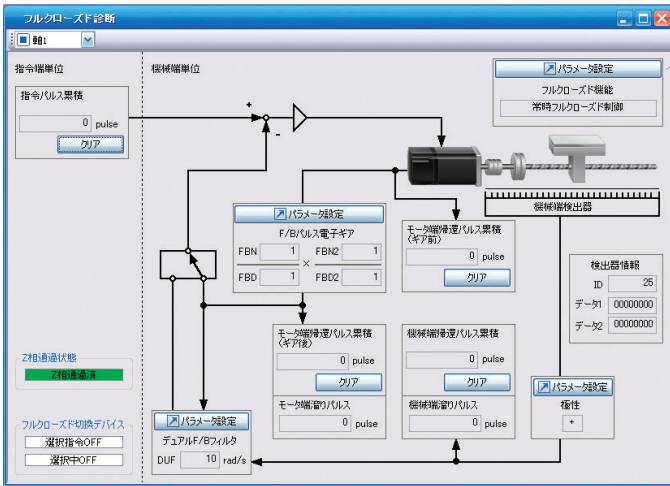 フルクローズド診断
軸1
指令端単位
機械端単位
指令パルス累積
0 pulse
クリア
+
-
パラメータ設定
フルクローズド機能
常時フルクローズド制御
機械端検出器
パラメータ設定
F/Bパルス電子ギア
FBN 1 FBN2 1
×
FBD 1 FBD2 1
モータ端帰還パルス累積
(ギア前)
0 pulse
クリア
検出器情報
ID 25
データ1 00000000
データ2 00000000
モータ端帰還パルス累積
(ギア後)
0 pulse
クリア
モータ端溜りパルス
0 pulse
機械端帰還パルス累積
0 pulse
クリア
機械端溜りパルス
0 pulse
パラメータ設定
極性
+
Z相通過状態
Z相通過済
フルクローズド切換デバイス
選択指令OFF
選択中OFF
パラメータ設定
デュアルF/Bフィルタ
DUF 10 rad/s